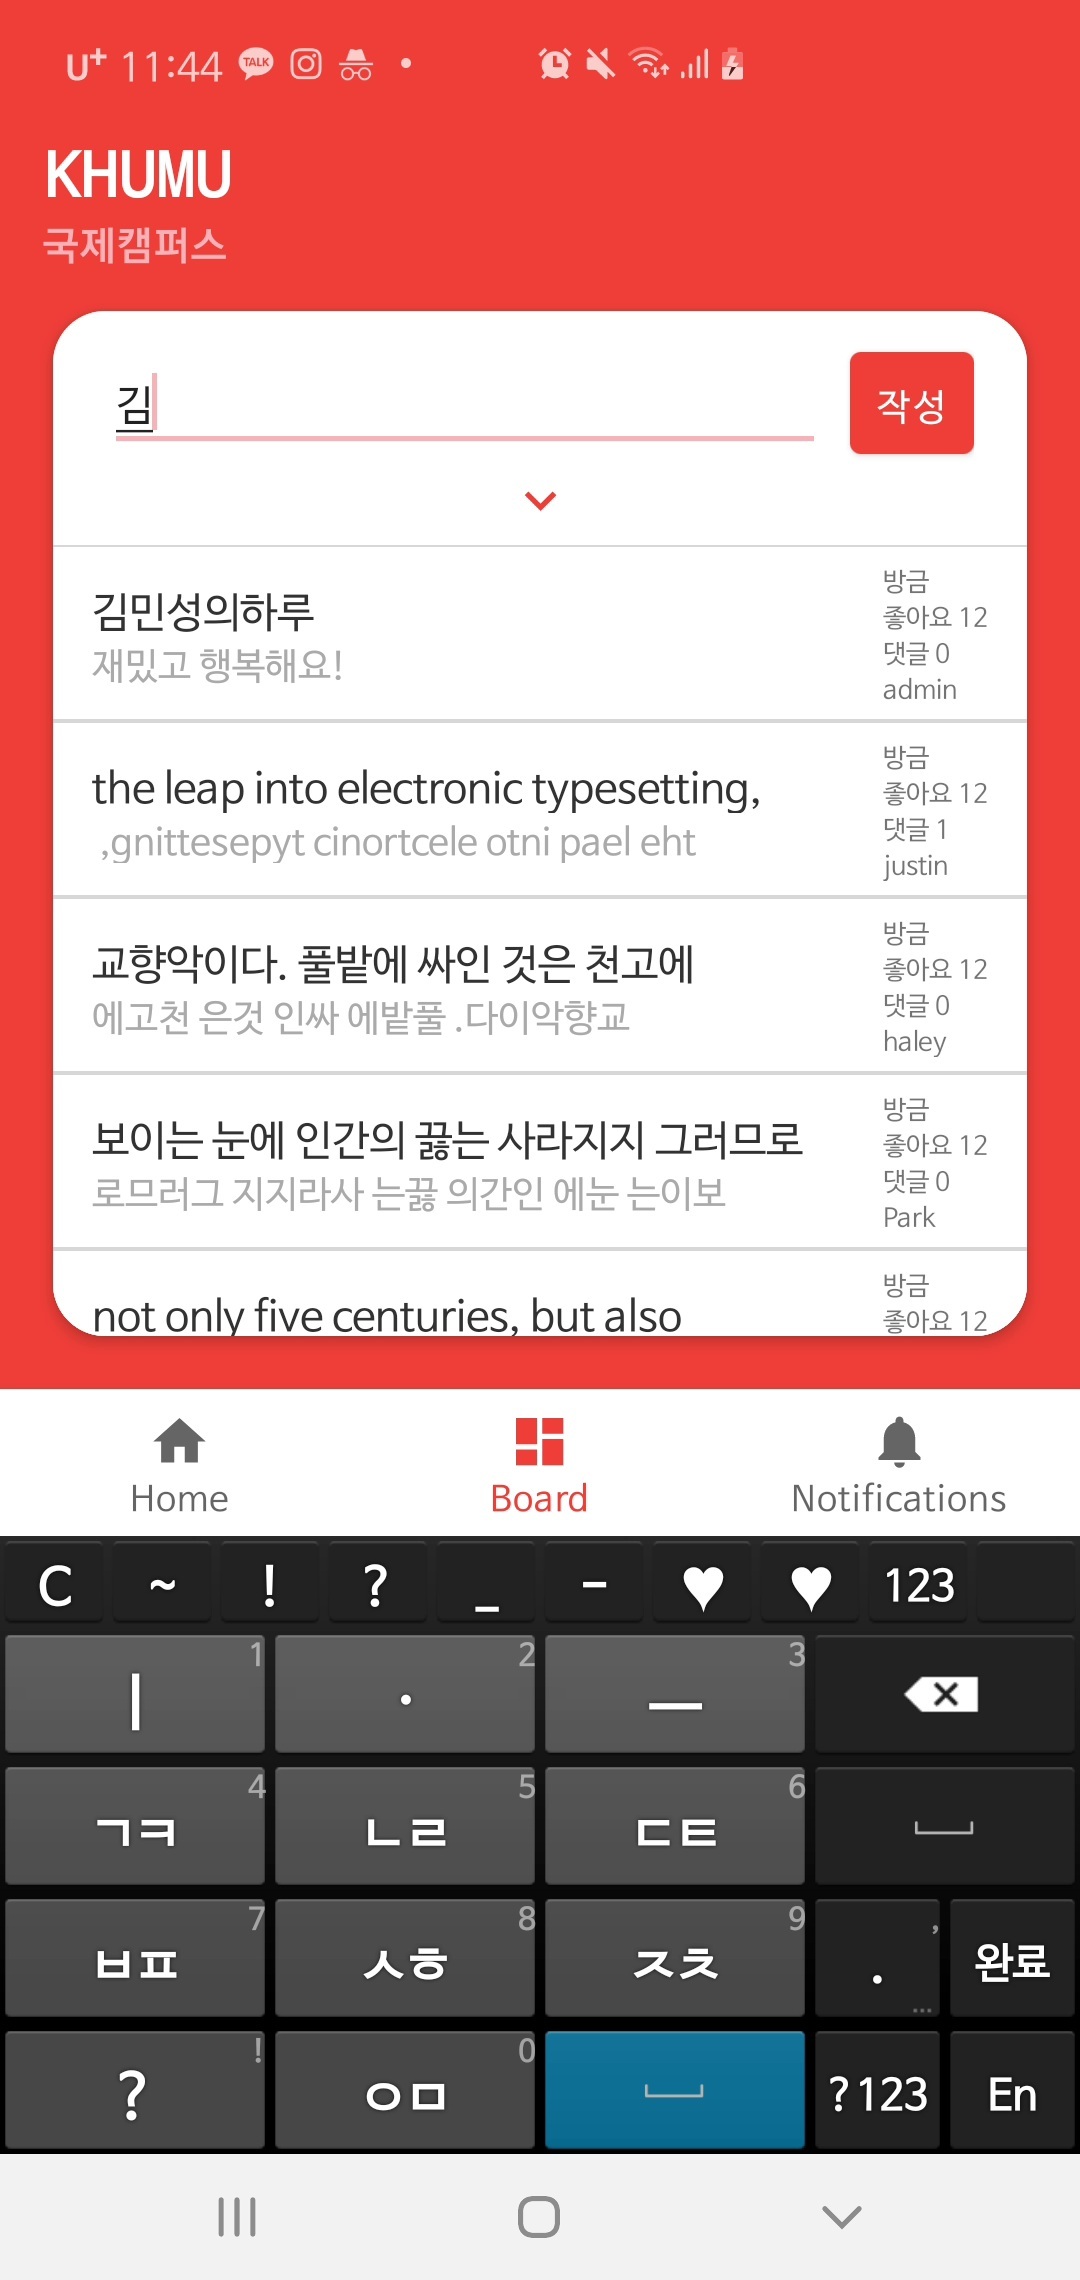 U+ 11:44 TALK
KHUMU
국제캠퍼스
김
작성
김민성의하루
재밌고 행복해요!
방금
좋아요 12
댓글 0
admin
the leap into electronic typesetting,
,gnittesepyt cinortcele otni pael eht
방금
좋아요 12
댓글 1
justin
교향악이다. 풀밭에 싸인 것은 천고에
에고천 은것 인싸 에밭풀 .다이악향교
방금
좋아요 12
댓글 0
haley
보이는 눈에 인간의 끓는 사라지지 그러므로
로므러그 지지라사 는끓 의간인 에눈 는이보
방금
좋아요 12
댓글 0
Park
not only five centuries, but also
방금
좋아요 12
Home Board Notifications
C ~ ! ? _ - ♥ ♥ 123
ㅣ 1 · 2 ㅡ 3
ㄱㅋ 4 ㄴㄹ 5 ㄷㅌ 6
ㅂㅍ 7 ㅅㅎ 8 ㅈㅊ 9 . , ... 완료
? ! ㅇㅁ 0 ?123 En